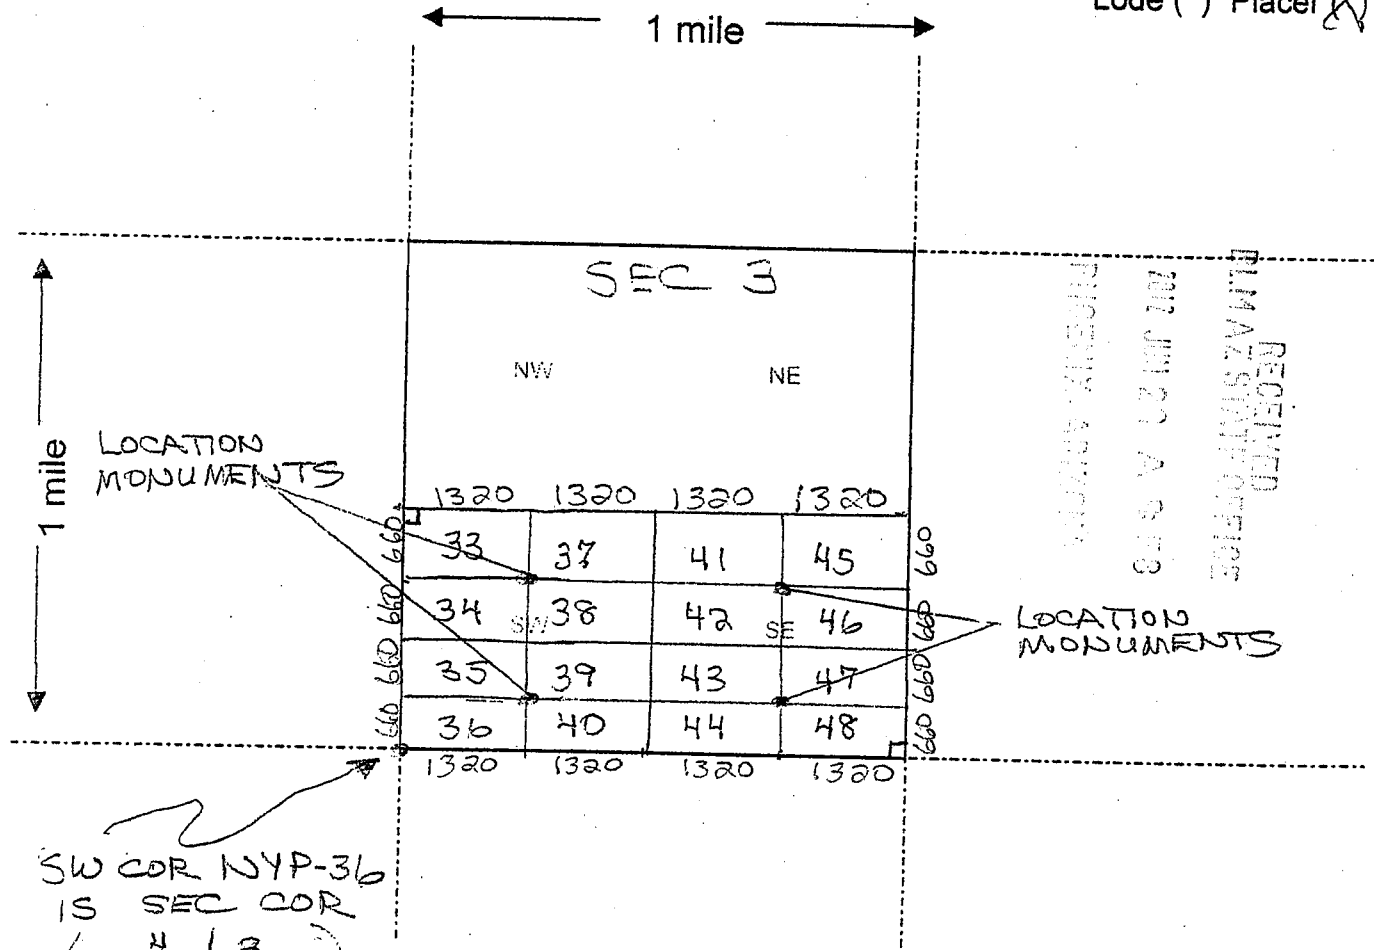 Lode ( ) Placer (X)
1 mile
SEC 3
NW NE
1 mile
LOCATION
MONUMENTS
1320 1320 1320 1320
660 33 37 41 45 660
660 34 SW 38 42 SE 46 660
660 35 39 43 47 660
660 36 40 44 48 660
1320 1320 1320 1320
LOCATION
MONUMENTS
SW COR NYP-36
IS SEC COR
4 | 3
RECEIVED
BLM AZ STATE OFFICE
PHOENIX, ARIZONA